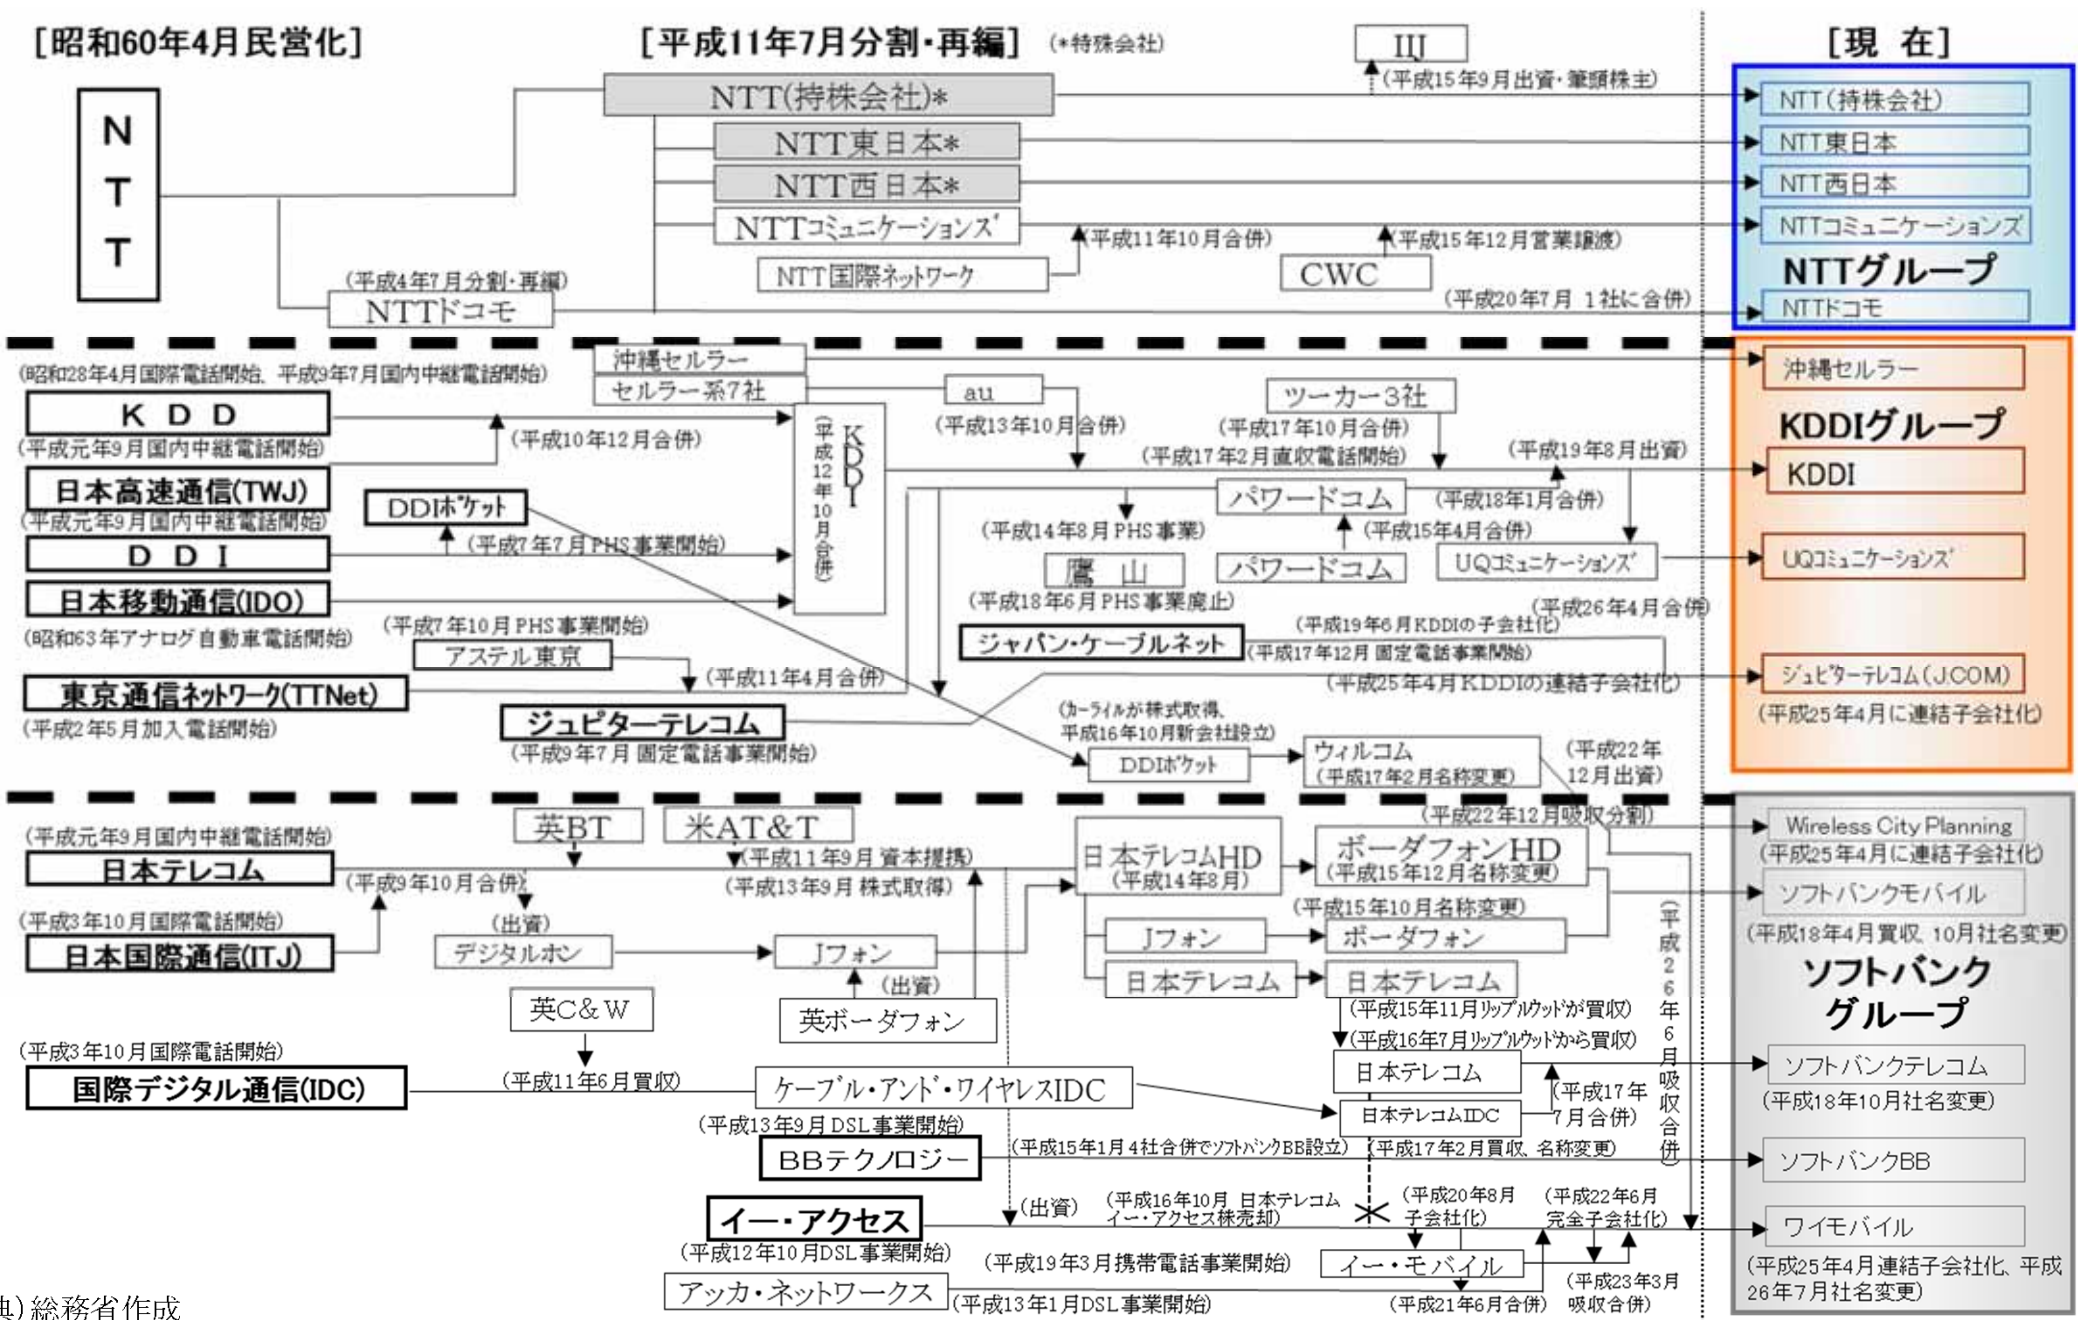 [昭和60年4月民営化]
[平成11年7月分割・再編]
(*特殊会社)
[現 在]
IIJ
(平成15年9月出資・筆頭株主)
NTT
NTT(持株会社)*
NTT(持株会社)
NTT東日本*
NTT東日本
NTT西日本*
NTT西日本
NTTコミュニケーションズ
(平成11年10月合併)
(平成15年12月営業譲渡)
NTTコミュニケーションズ
NTT国際ネットワーク
CWC
NTTグループ
(平成4年7月分割・再編)
NTTドコモ
(平成20年7月 1社に合併)
NTTドコモ
沖縄セルラー
沖縄セルラー
(昭和28年4月国際電話開始、平成9年7月国内中継電話開始)
セルラー系7社
au
ツーカー3社
KDD
(平成13年10月合併)
(平成17年10月合併)
KDDIグループ
(平成元年9月国内中継電話開始)
(平成10年12月合併)
KDDI
(平成12年10月合併)
(平成17年2月直収電話開始)
(平成19年8月出資)
KDDI
日本高速通信(TWJ)
DDIポケット
パワードコム
(平成18年1月合併)
(平成元年9月国内中継電話開始)
(平成14年8月PHS事業)
(平成15年4月合併)
DDI
(平成7年7月PHS事業開始)
鷹 山
パワードコム
UQコミュニケーションズ
UQコミュニケーションズ
日本移動通信(IDO)
(平成18年6月PHS事業廃止)
(平成26年4月合併)
(昭和63年アナログ自動車電話開始)
(平成7年10月PHS事業開始)
(平成19年6月KDDIの子会社化)
アステル東京
ジャパン・ケーブルネット
(平成17年12月 固定電話事業開始)
東京通信ネットワーク(TTNet)
(平成11年4月合併)
(平成25年4月KDDIの連結子会社化)
ジュピターテレコム(J.COM)
(平成25年4月に連結子会社化)
(平成2年5月加入電話開始)
ジュピターテレコム
(平成9年7月 固定電話事業開始)
(カーライルが株式取得、
平成16年10月新会社設立)
DDIポケット
ウィルコム
(平成17年2月名称変更)
(平成22年
12月出資)
英BT
米AT&T
(平成22年12月吸収分割)
Wireless City Planning
(平成25年4月に連結子会社化)
(平成元年9月国内中継電話開始)
日本テレコム
(平成11年9月 資本提携)
(平成13年9月 株式取得)
日本テレコムHD
(平成14年8月)
ボーダフォンHD
(平成15年12月名称変更)
ソフトバンクモバイル
(平成18年4月買収、10月社名変更)
(平成9年10月合併)
(平成3年10月国際電話開始)
(出資)
(平成15年10月名称変更)
(平成26年6月吸収合併)
日本国際通信(ITJ)
デジタルホン
Jフォン
Jフォン
ボーダフォン
ソフトバンク
グループ
(出資)
日本テレコム
日本テレコム
英C&W
英ボーダフォン
(平成15年11月リップルウッドが買収)
(平成16年7月リップルウッドから買収)
(平成3年10月国際電話開始)
国際デジタル通信(IDC)
(平成11年6月買収)
ケーブル・アンド・ワイヤレスIDC
日本テレコム
(平成17年
7月合併)
ソフトバンクテレコム
(平成18年10月社名変更)
日本テレコムIDC
(平成13年9月DSL事業開始)
BBテクノロジー
(平成15年1月4社合併でソフトバンクBB設立)
(平成17年2月買収、名称変更)
ソフトバンクBB
イー・アクセス
(出資)
(平成16年10月 日本テレコム
イー・アクセス株売却)
(平成20年8月
子会社化)
(平成22年6月
完全子会社化)
ワイモバイル
(平成25年4月連結子会社化、平成
26年7月社名変更)
(平成12年10月DSL事業開始)
(平成19年3月携帯電話事業開始)
イー・モバイル
アッカ・ネットワークス
(平成13年1月DSL事業開始)
(平成21年6月合併)
(平成23年3月
吸収合併)
典)総務省作成